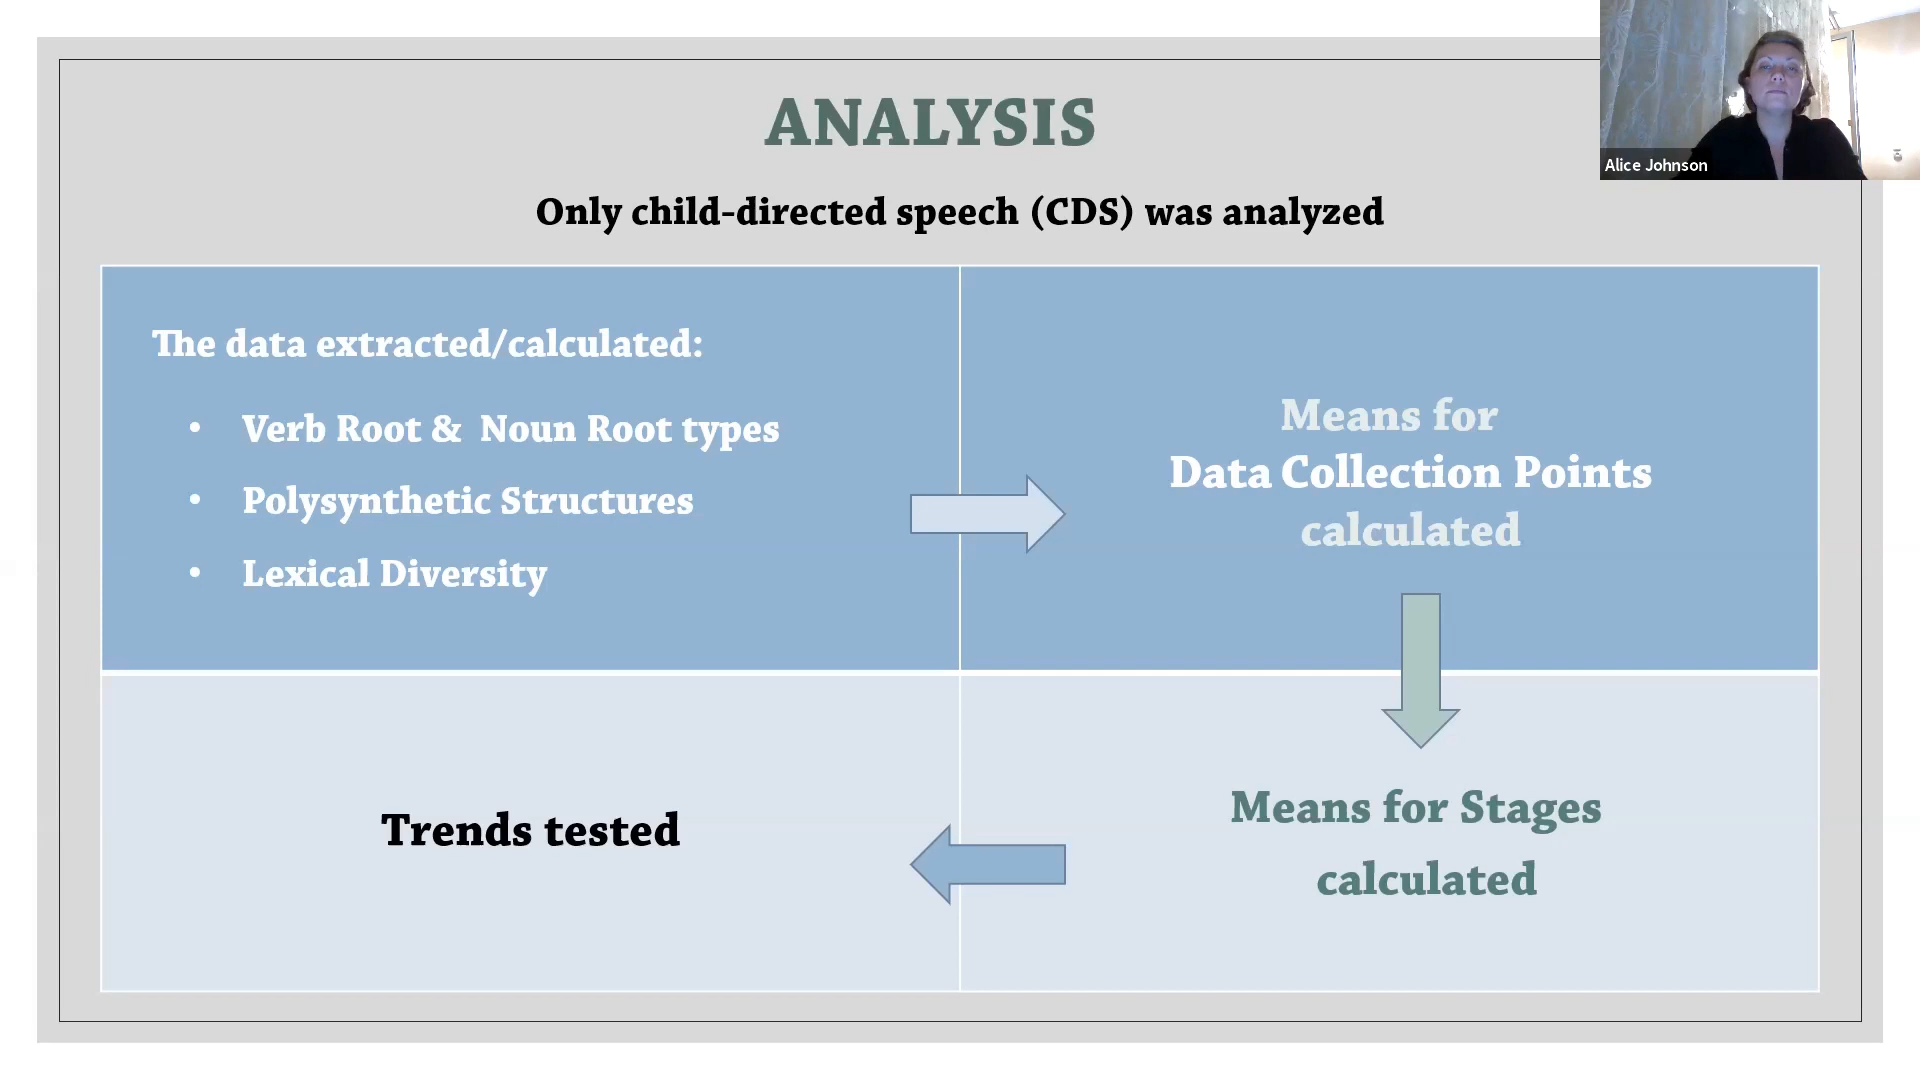 ANALYSIS
Alice Johnson
Only child-directed speech (CDS) was analyzed
The data extracted/calculated:
• Verb Root & Noun Root types
• Polysynthetic Structures
• Lexical Diversity
Means for
Data Collection Points
calculated
Means for Stages
calculated
Trends tested